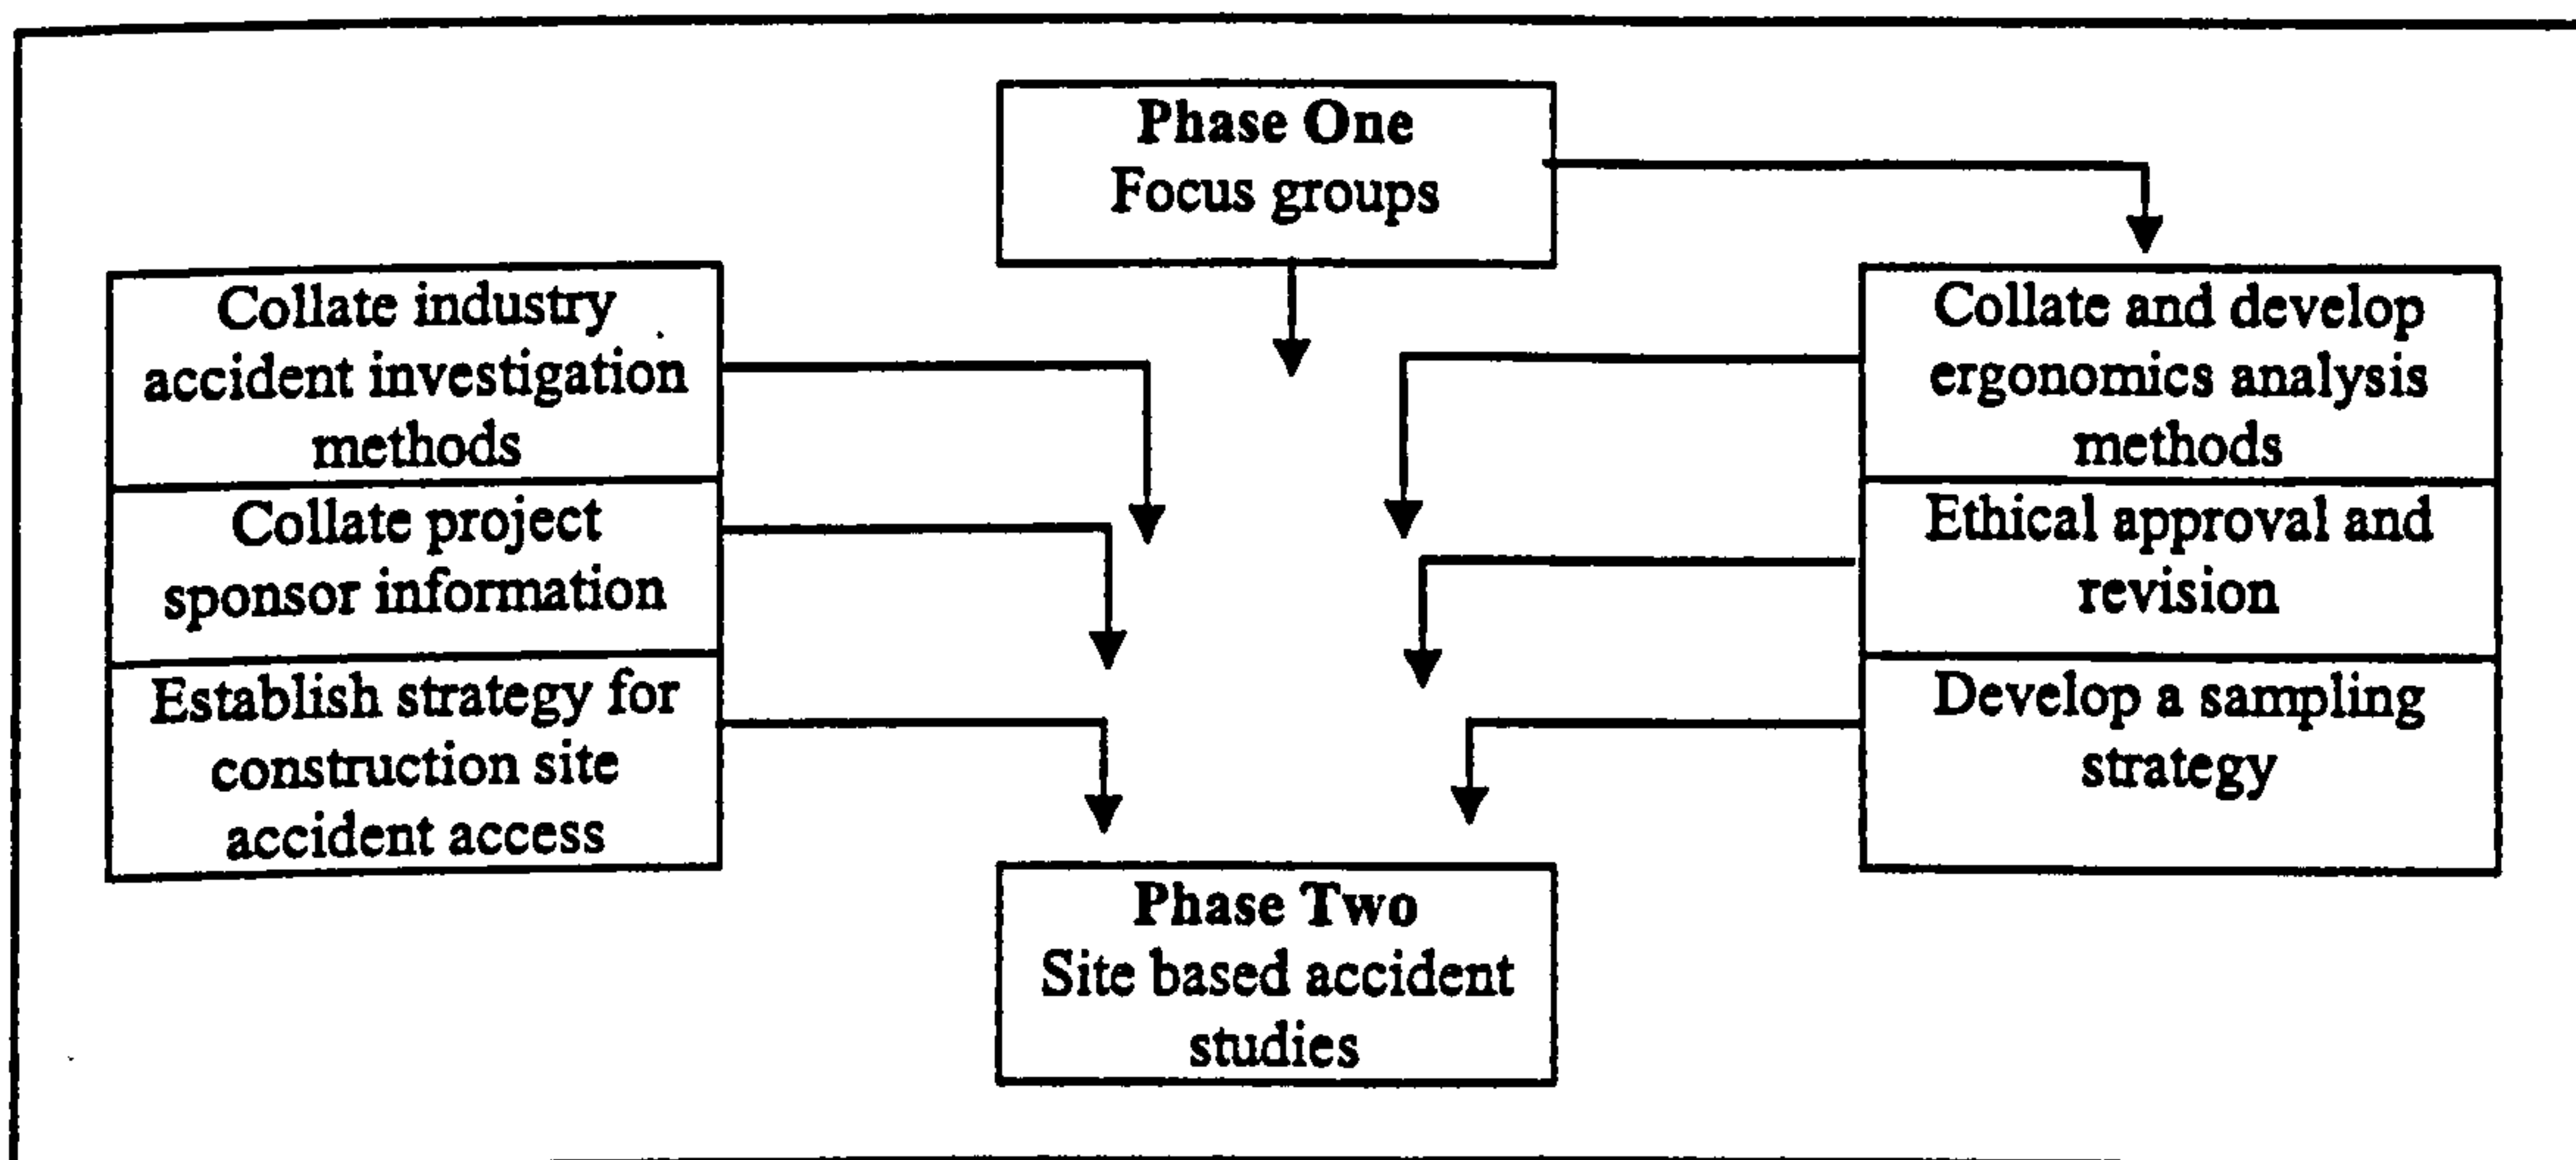 Phase One
Focus groups
Collate industry
accident investigation
methods
Collate project
sponsor information
Establish strategy for
construction site
accident access
Collate and develop
ergonomics analysis
methods
Ethical approval and
revision
Develop a sampling
strategy
Phase Two
Site based accident
studies